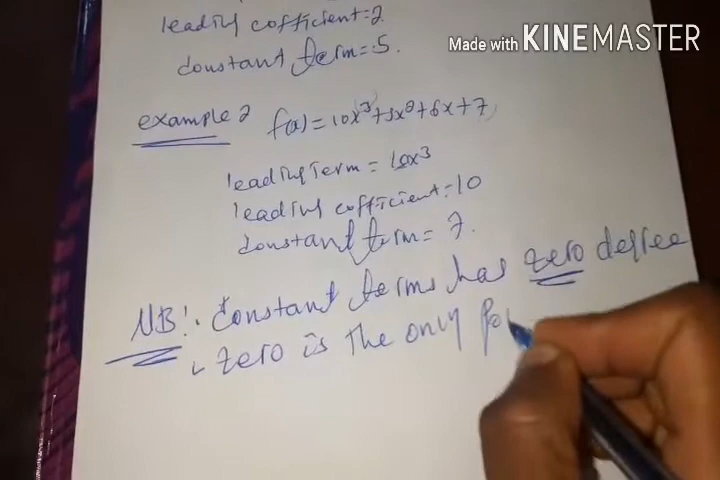 leading cofficient=2
Made with KINEMASTER
constant term=5.
example 2 f(x)=10x³+3x²+6x+7
leading Term = 10x³
leading cofficient=10
constant term= 7.
NB!. Constant terms has zero degree
zero is the only po